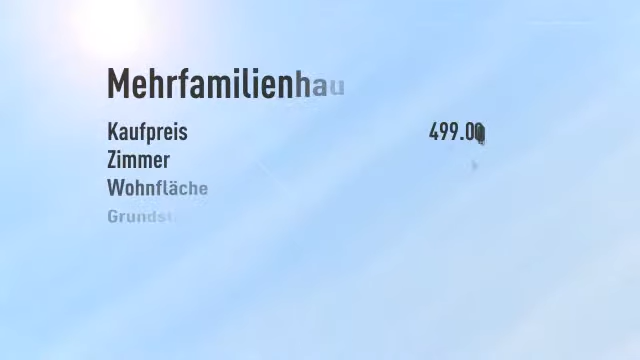 Mehrfamilienhau
Kaufpreis 499.00
Zimmer
Wohnfläche
Grundst